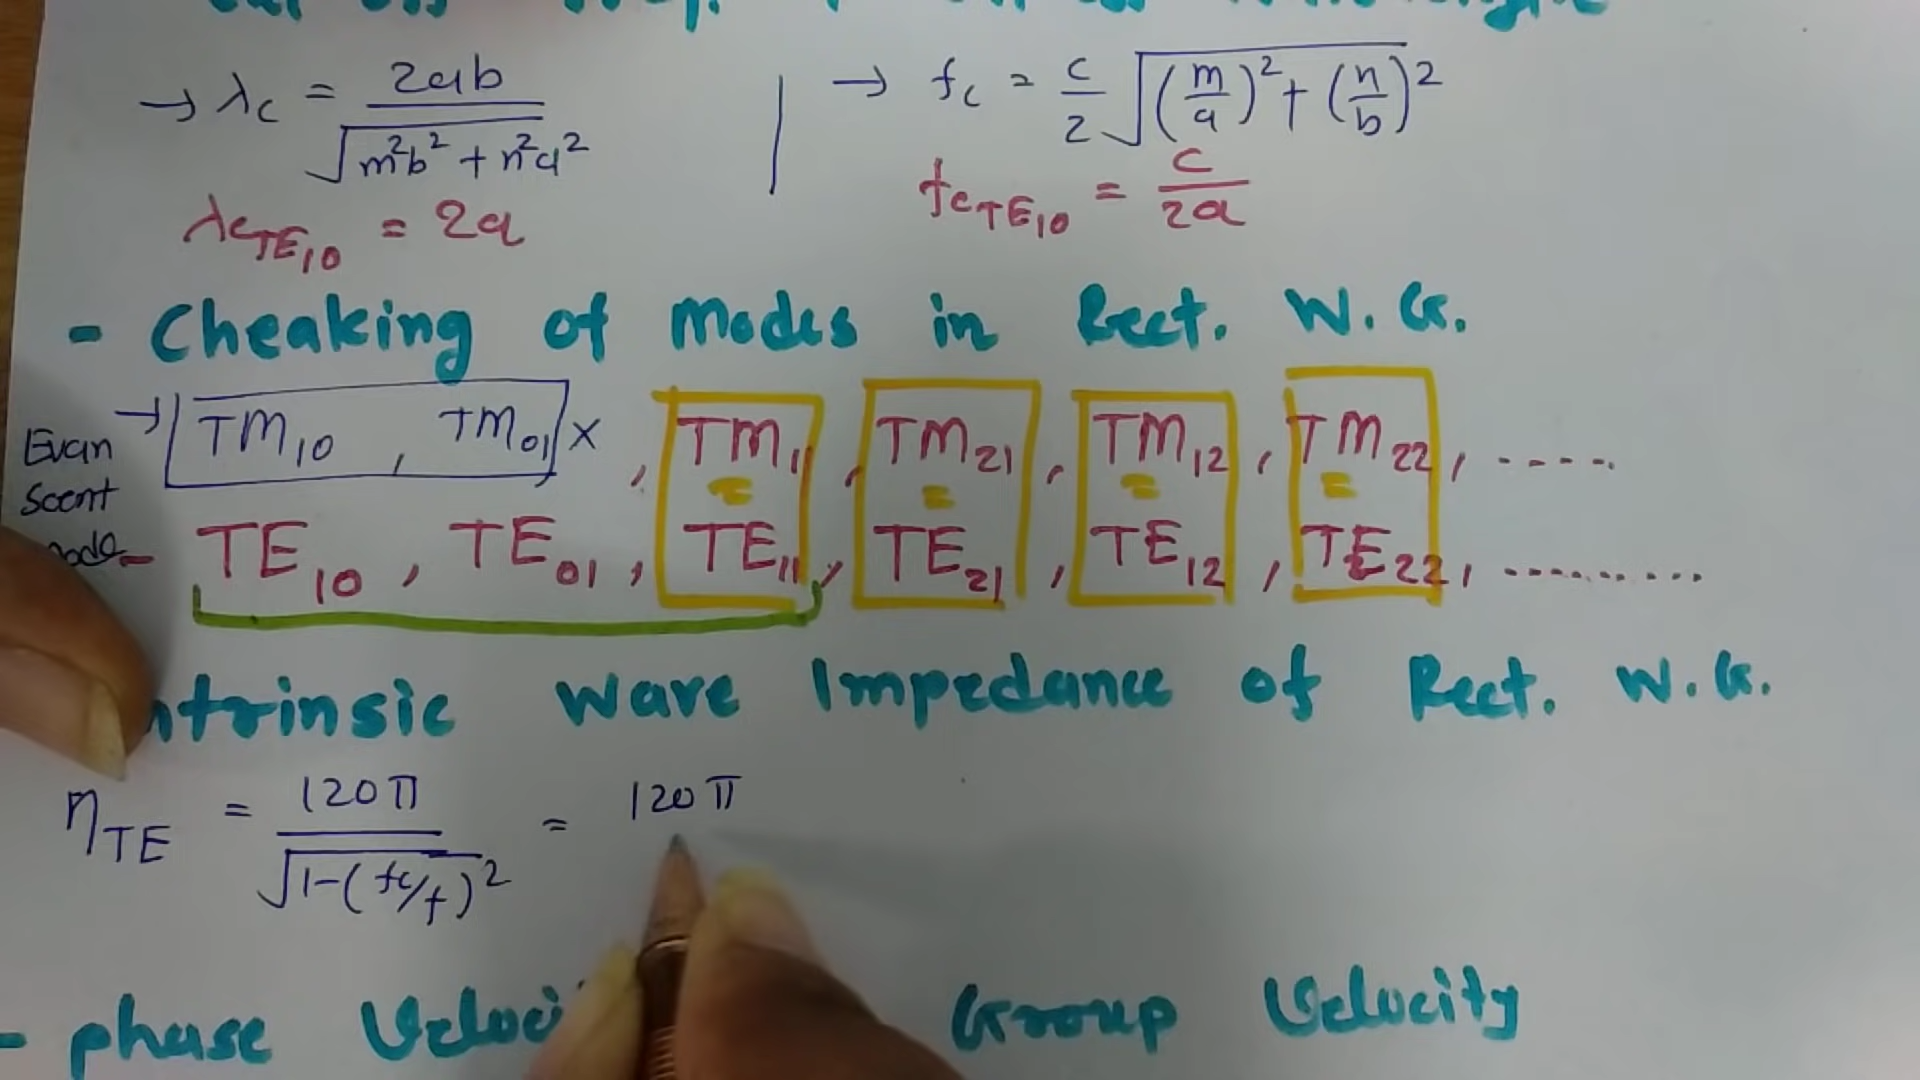 → λc = 2ab / √(m²b² + n²a²) | → fc = c/2 √((m/a)² + (n/b)²)
λcTE10 = 2a fcTE10 = c/2a
- Cheaking of Modes in Rect. W.G.
Evan Scent mode → TM10 , TM01 × , TM11 , TM21 , TM12 , TM22 , .....
= = = =
- TE10 , TE01 , TE11 , TE21 , TE12 , TE22 , ..........
ntrinsic wave Impedance of Rect. W.G.
ηTE = 120π / √(1-(fc/f)²) = 120π
- phase Veloci Group Velocity